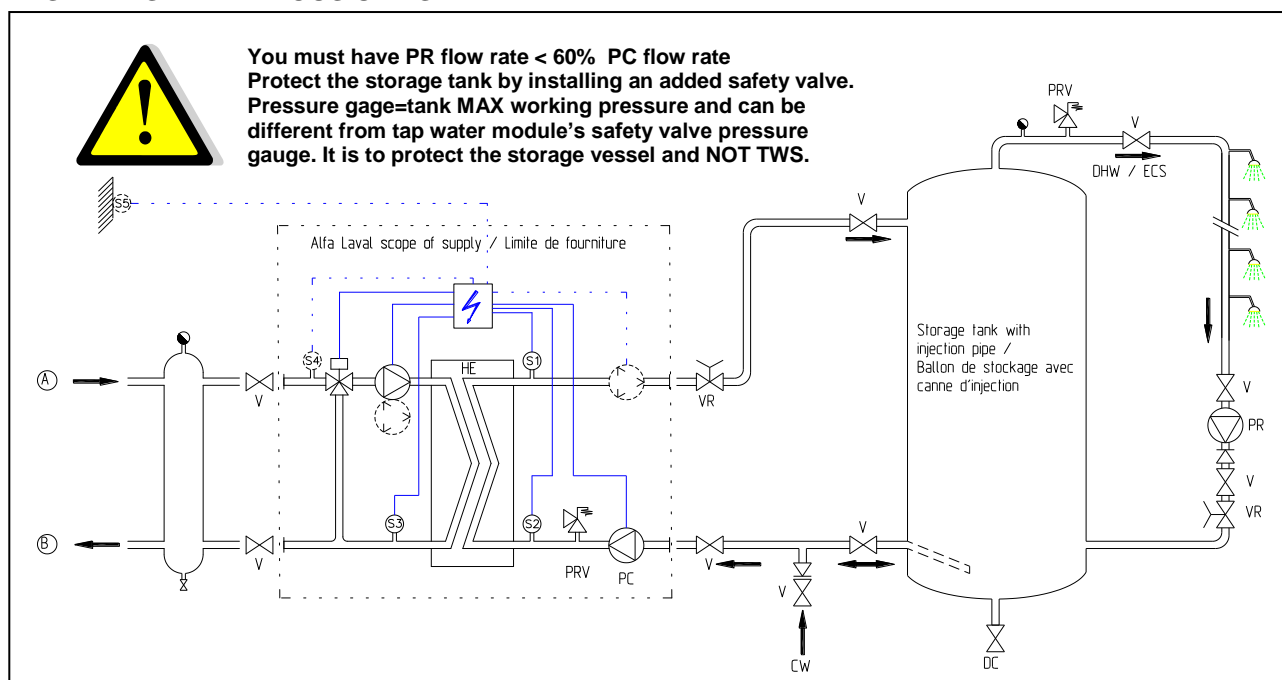 You must have PR flow rate < 60%  PC flow rate
Protect the storage tank by installing an added safety valve.
Pressure gage=tank MAX working pressure and can be
different from tap water module's safety valve pressure
gauge. It is to protect the storage vessel and NOT TWS.
PRV
V
DHW / ECS
S5
V
Alfa Laval scope of supply / Limite de fourniture
Storage tank with
injection pipe /
Ballon de stockage avec
canne d'injection
S4
HE
S1
A
V
VR
V
PR
V
VR
S3
S2
V
B
V
PRV
PC
V
V
CW
DC